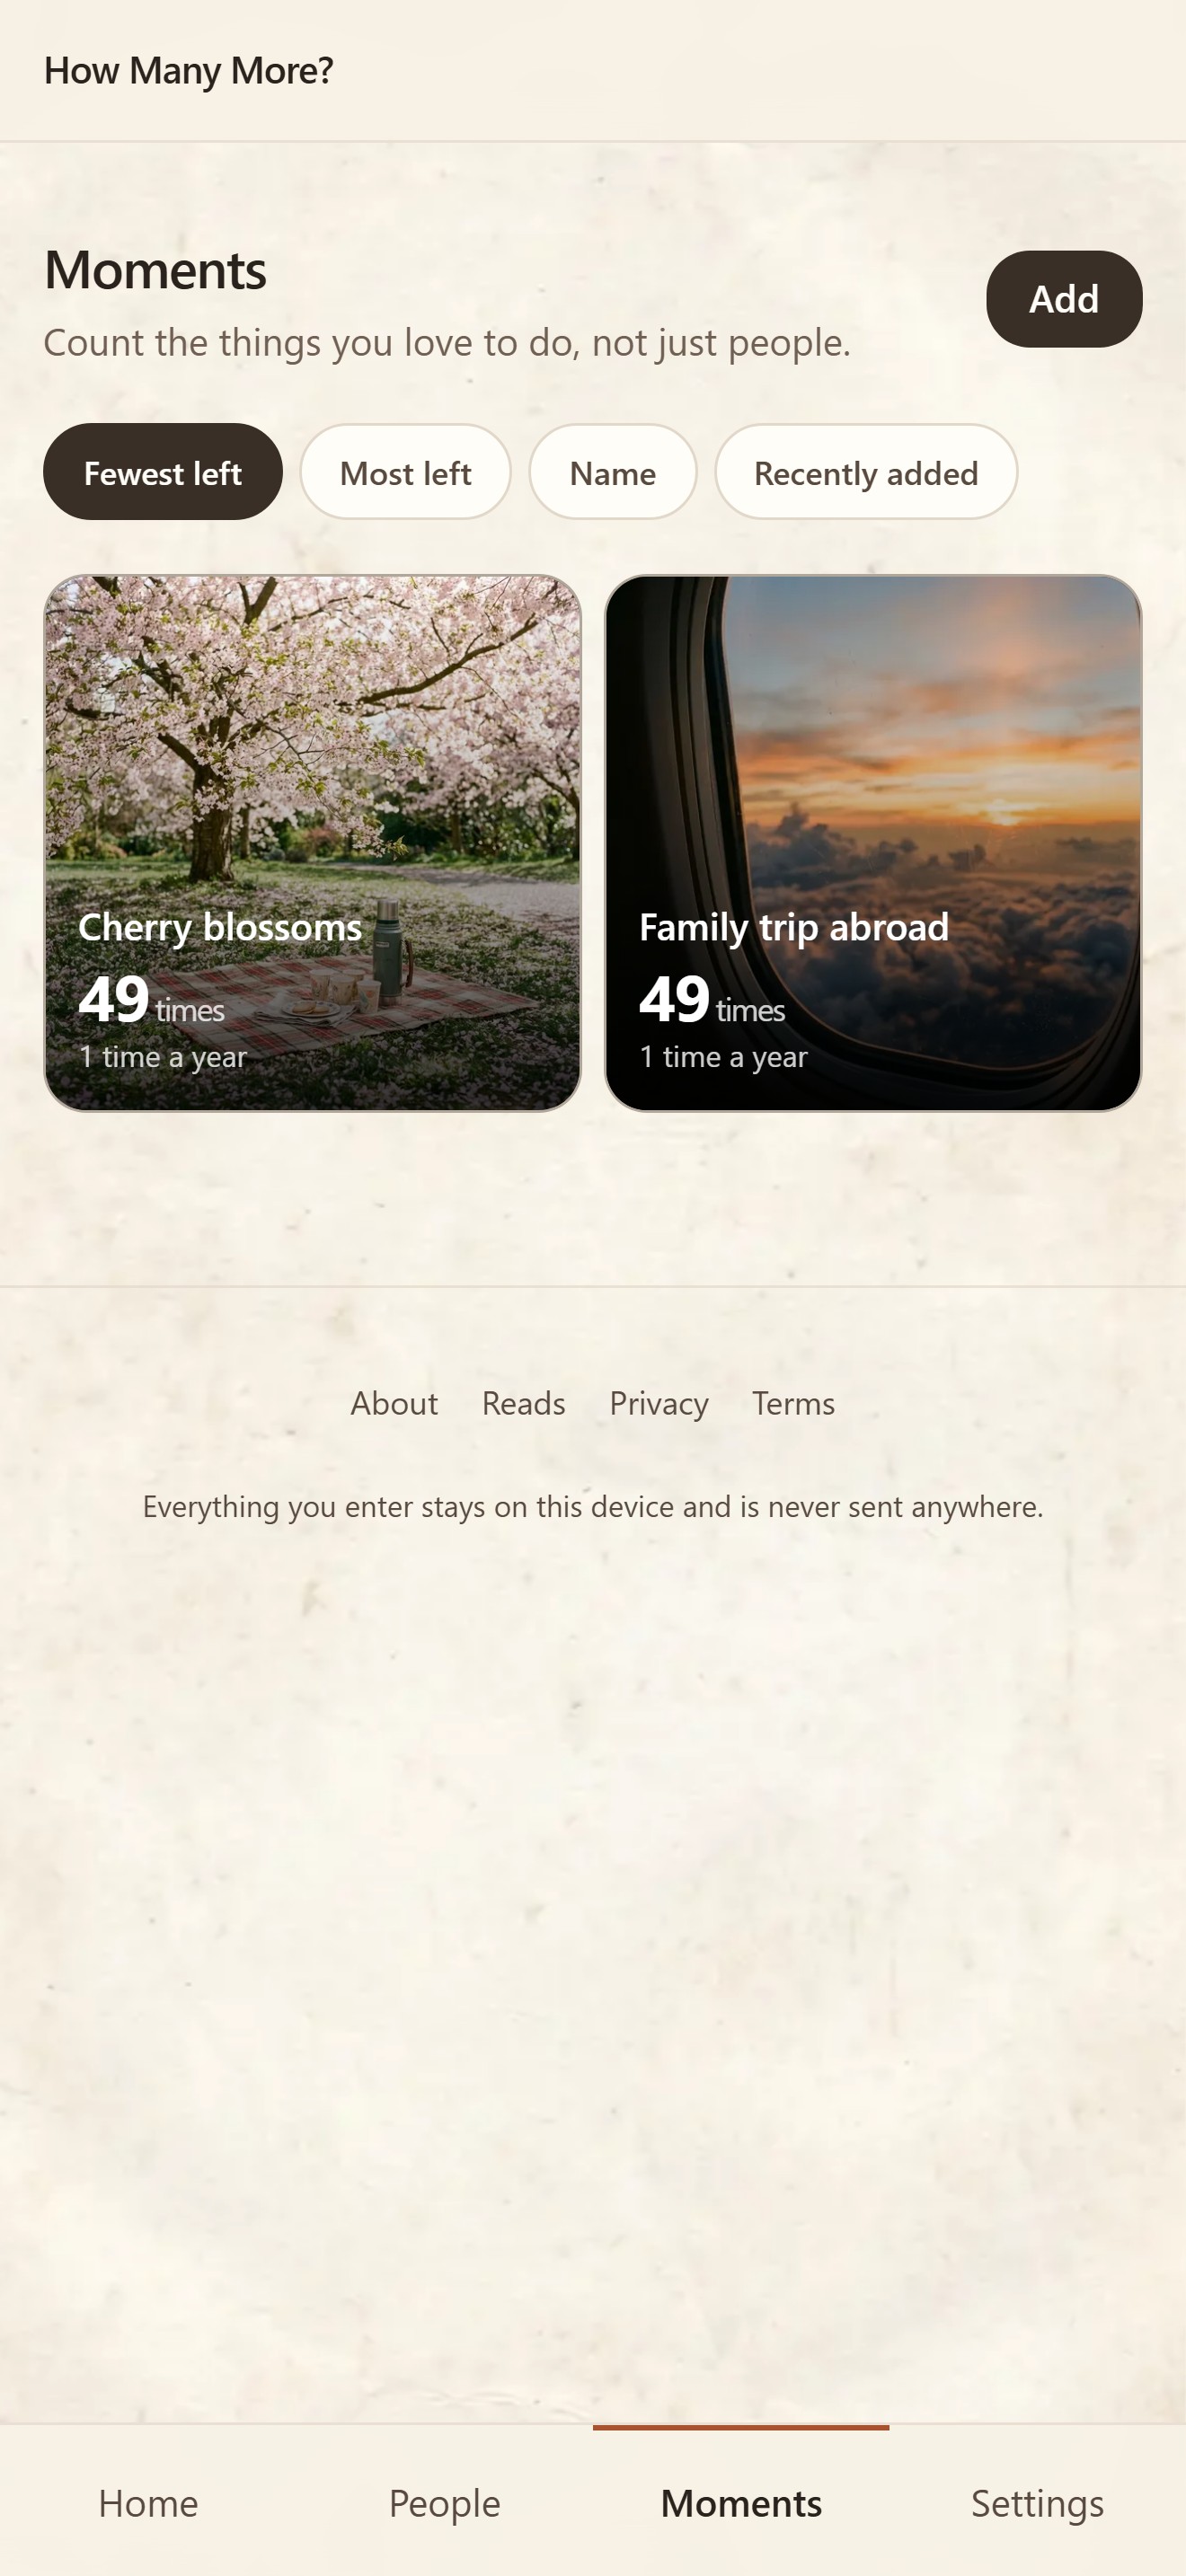 How Many More?
Moments
Count the things you love to do, not just people.
Add
Fewest left
Most left
Name
Recently added
Cherry blossoms
49 times
1 time a year
Family trip abroad
49 times
1 time a year
About Reads Privacy Terms
Everything you enter stays on this device and is never sent anywhere.
Home People Moments Settings